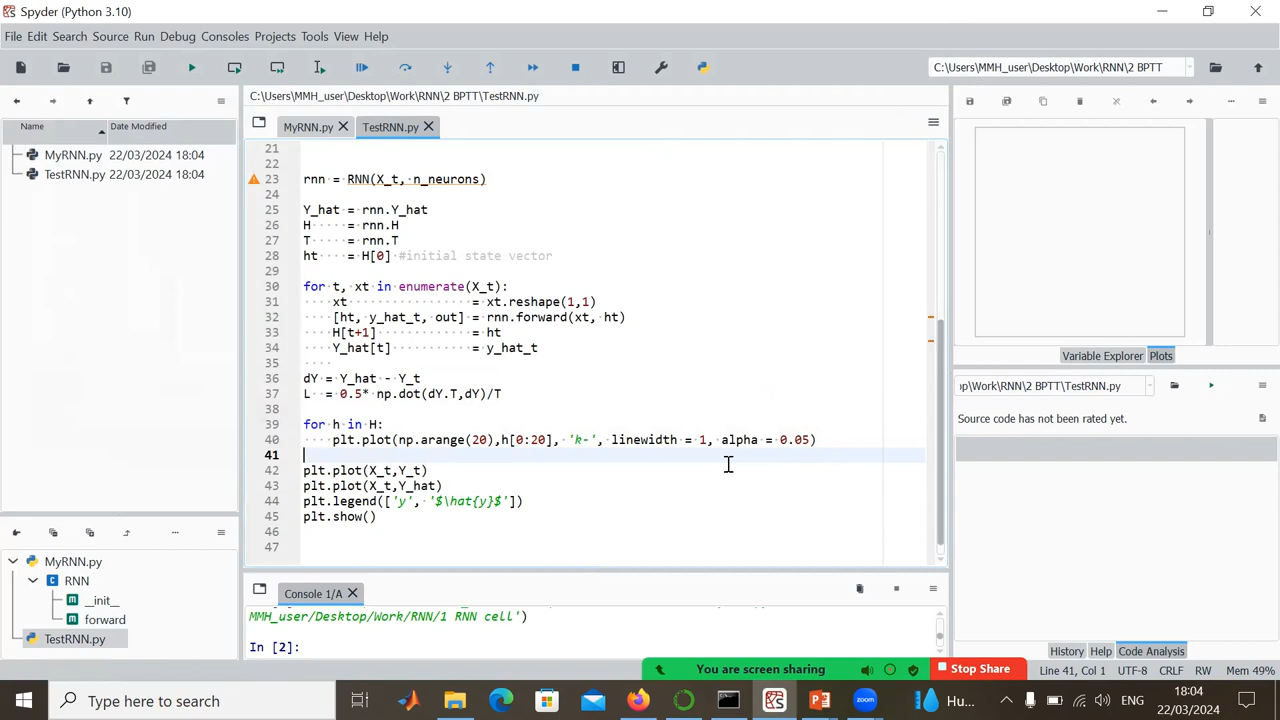 Spyder (Python 3.10)
File Edit Search Source Run Debug Consoles Projects Tools View Help
C:\Users\MMH_user\Desktop\Work\RNN\2 BPTT
C:\Users\MMH_user\Desktop\Work\RNN\2 BPTT\TestRNN.py
Name Date Modified
MyRNN.py 22/03/2024 18:04
TestRNN.py 22/03/2024 18:04
MyRNN.py TestRNN.py
21
22
23 rnn = RNN(X_t, n_neurons)
24
25 Y_hat = rnn.Y_hat
26 H = rnn.H
27 T = rnn.T
28 ht = H[0] #initial state vector
29
30 for t, xt in enumerate(X_t):
31 xt = xt.reshape(1,1)
32 [ht, y_hat_t, out] = rnn.forward(xt, ht)
33 H[t+1] = ht
34 Y_hat[t] = y_hat_t
35
36 dY = Y_hat - Y_t
37 L = 0.5* np.dot(dY.T,dY)/T
38
39 for h in H:
40 plt.plot(np.arange(20),h[0:20], 'k-', linewidth = 1, alpha = 0.05)
41
42 plt.plot(X_t,Y_t)
43 plt.plot(X_t,Y_hat)
44 plt.legend(['y', '$\hat{y}$'])
45 plt.show()
46
47
Variable Explorer Plots
op\Work\RNN\2 BPTT\TestRNN.py
Source code has not been rated yet.
MyRNN.py
RNN
__init__
forward
TestRNN.py
Console 1/A
MMH_user/Desktop/Work/RNN/1 RNN cell')
In [2]:
History Help Code Analysis
You are screen sharing Stop Share
Line 41, Col 1 UTF-8 CRLF RW Mem 49%
Type here to search
Hu... ENG
18:04
22/03/2024